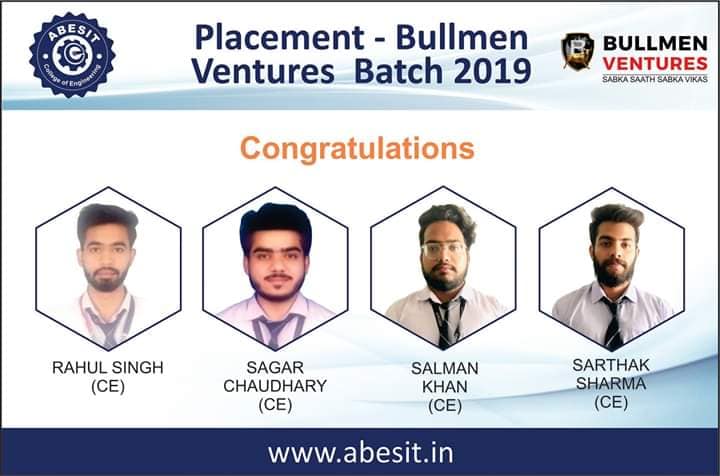 ABESIT
College of Engineering
Placement - Bullmen
Ventures Batch 2019
BULLMEN
VENTURES
SABKA SAATH SABKA VIKAS
Congratulations
RAHUL SINGH
(CE)
SAGAR
CHAUDHARY
(CE)
SALMAN
KHAN
(CE)
SARTHAK
SHARMA
(CE)
www.abesit.in